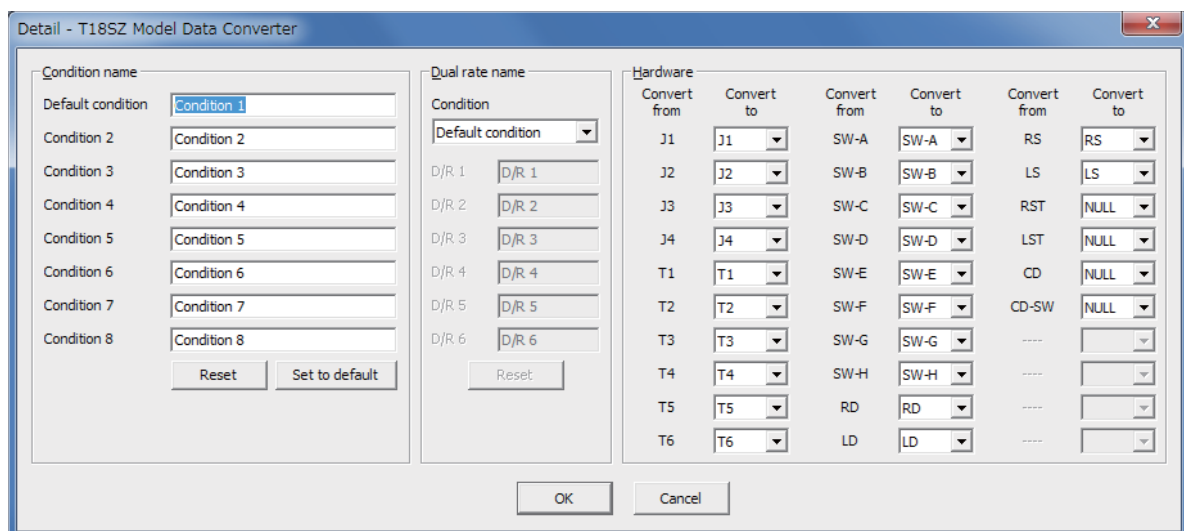 Detail - T18SZ Model Data Converter
Condition name
Default condition Condition 1
Condition 2 Condition 2
Condition 3 Condition 3
Condition 4 Condition 4
Condition 5 Condition 5
Condition 6 Condition 6
Condition 7 Condition 7
Condition 8 Condition 8
Reset Set to default
Dual rate name
Condition
Default condition
D/R 1 D/R 1
D/R 2 D/R 2
D/R 3 D/R 3
D/R 4 D/R 4
D/R 5 D/R 5
D/R 6 D/R 6
Reset
Hardware
Convert Convert Convert Convert Convert Convert
from to from to from to
J1 J1 SW-A SW-A RS RS
J2 J2 SW-B SW-B LS LS
J3 J3 SW-C SW-C RST NULL
J4 J4 SW-D SW-D LST NULL
T1 T1 SW-E SW-E CD NULL
T2 T2 SW-F SW-F CD-SW NULL
T3 T3 SW-G SW-G ----
T4 T4 SW-H SW-H ----
T5 T5 RD RD ----
T6 T6 LD LD ----
OK Cancel